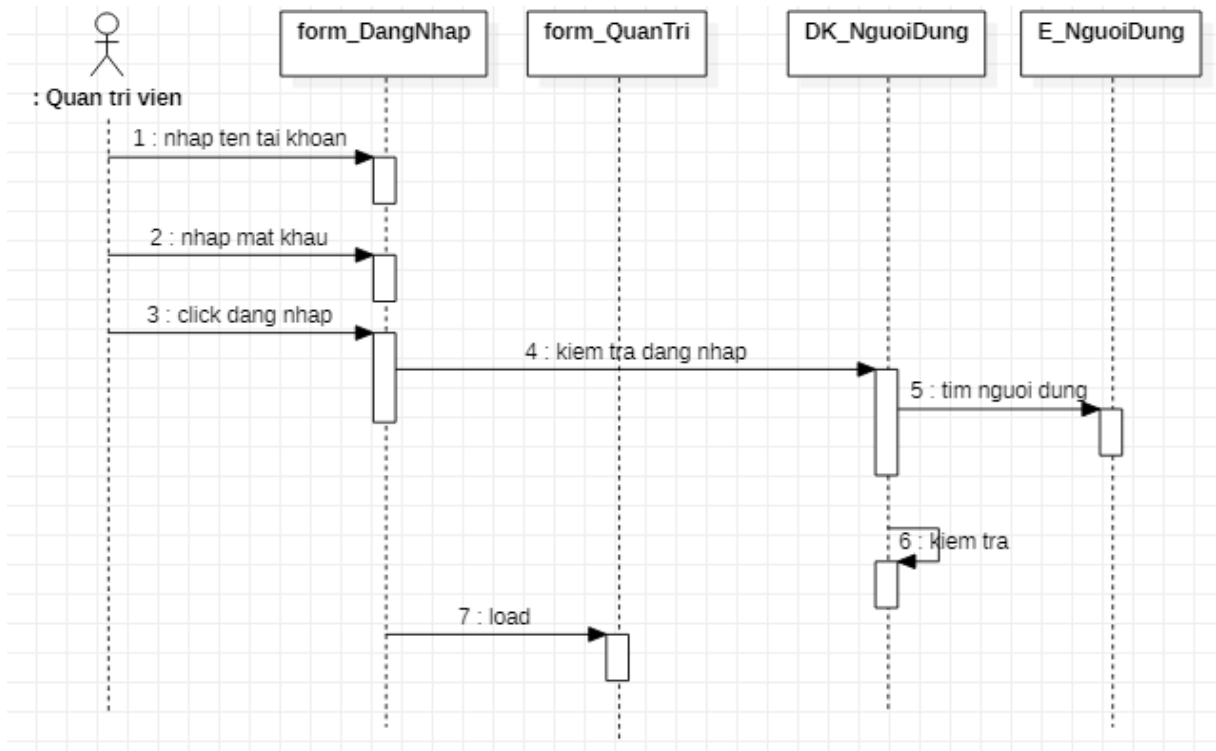 form_DangNhap
form_QuanTri
DK_NguoiDung
E_NguoiDung
: Quan tri vien
1 : nhap ten tai khoan
2 : nhap mat khau
3 : click dang nhap
4 : kiem tra dang nhap
5 : tim nguoi dung
6 : kiem tra
7 : load